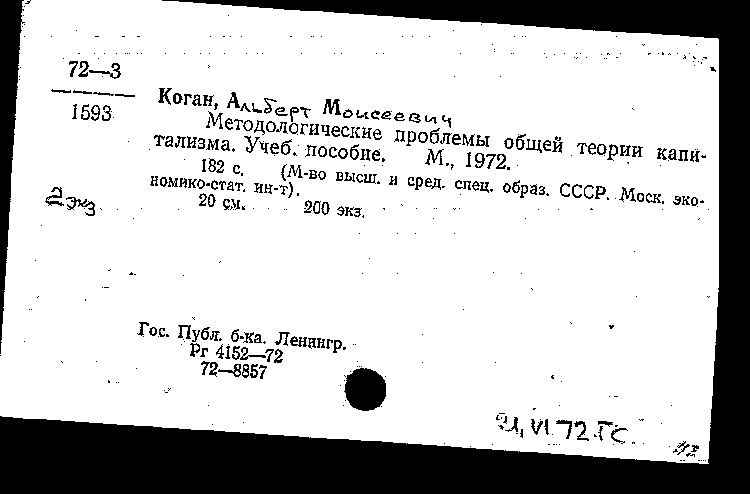 72—3
1593
Коган, Альберт Моисеевич
Методологические проблемы общей теории капи-
тализма. Учеб. пособие. М., 1972.
182 с. (М-во высш. и сред. спец. образ. СССР. Моск. эко-
номико-стат. ин-т).
20 см. 200 экз.
2 экз
Гос. Публ. б-ка. Ленингр.
Рг 4152—72
72—8857
21, VI 72. ГС.